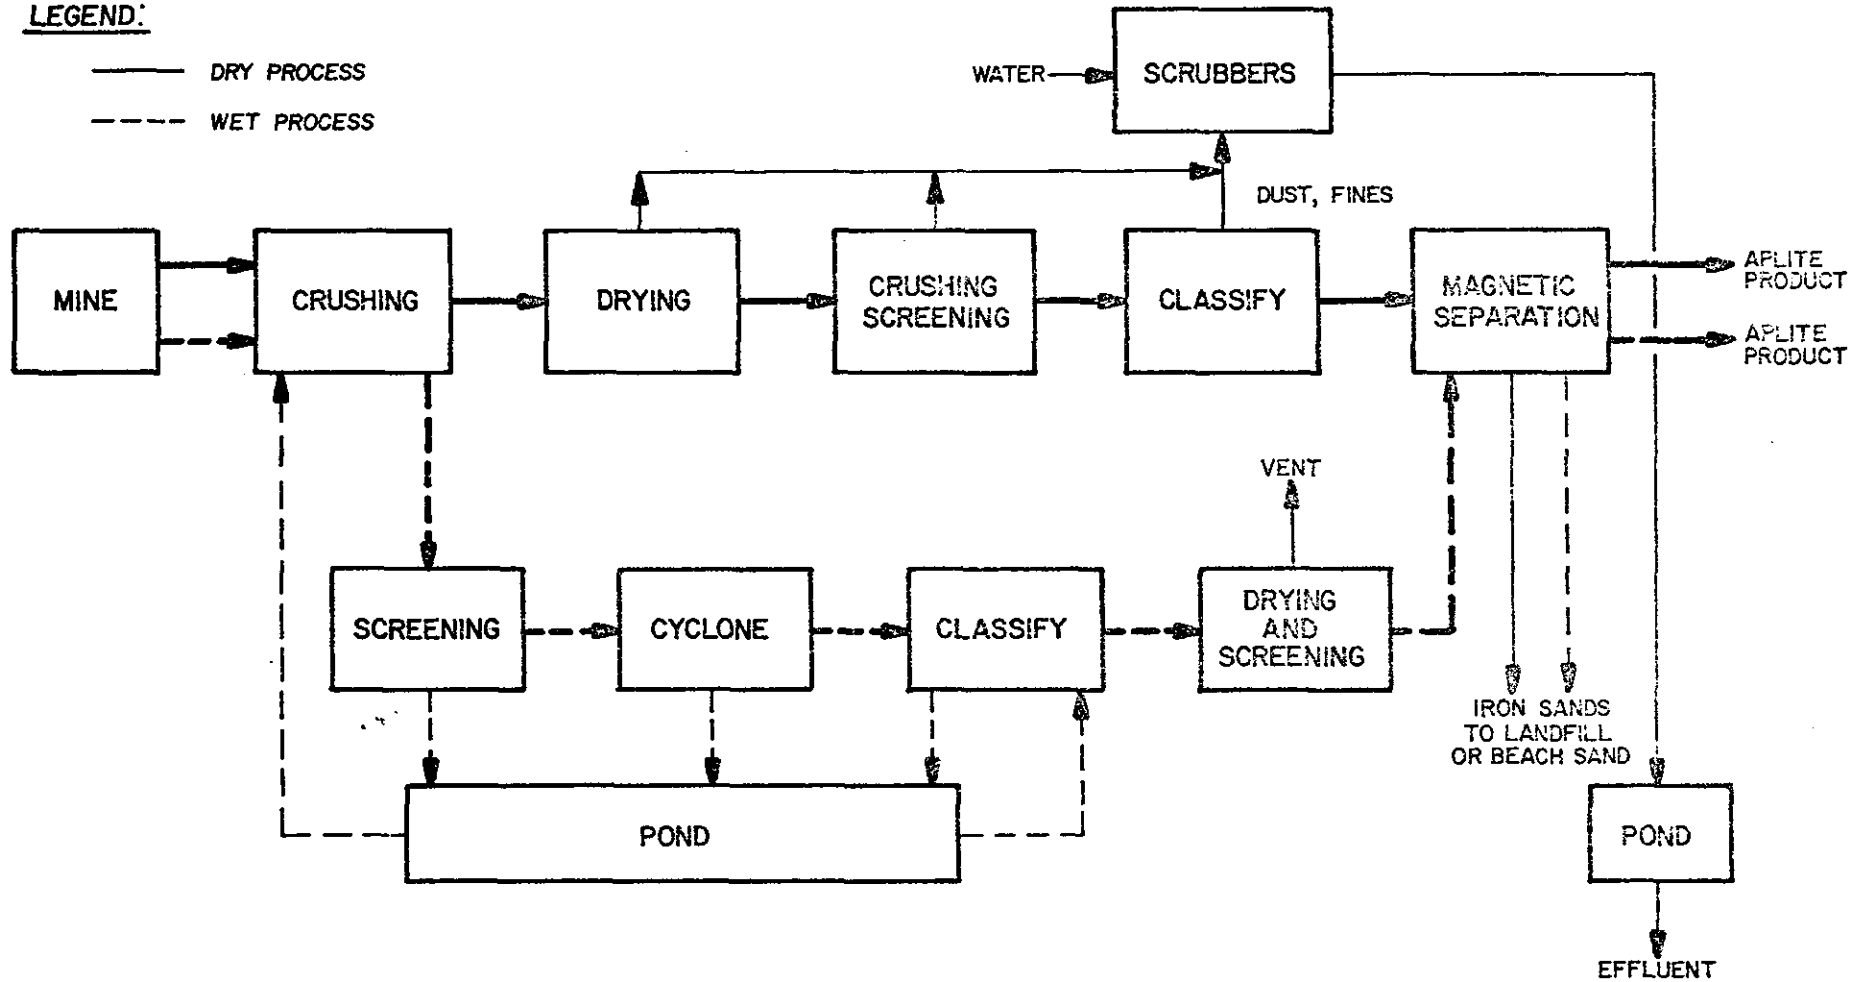 LEGEND:
DRY PROCESS
WET PROCESS
WATER
SCRUBBERS
DUST, FINES
MINE
CRUSHING
DRYING
CRUSHING
SCREENING
CLASSIFY
MAGNETIC
SEPARATION
APLITE
PRODUCT
APLITE
PRODUCT
VENT
SCREENING
CYCLONE
CLASSIFY
DRYING
AND
SCREENING
IRON SANDS
TO LANDFILL
OR BEACH SAND
POND
POND
EFFLUENT